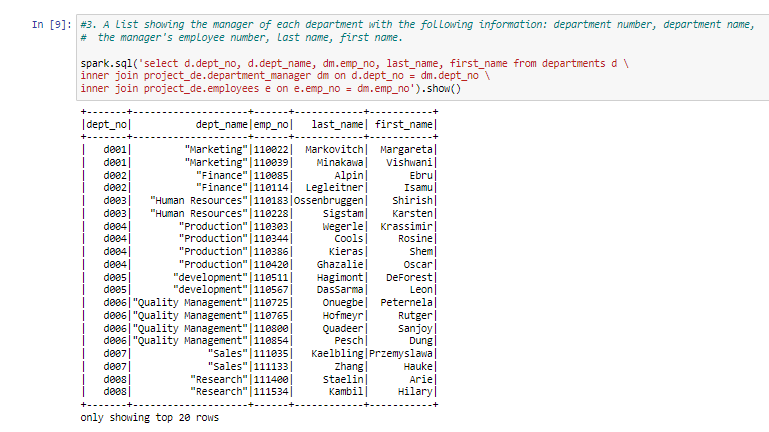 In [9]: #3. A list showing the manager of each department with the following information: department number, department name,
# the manager's employee number, last name, first name.
spark.sql('select d.dept_no, d.dept_name, dm.emp_no, last_name, first_name from departments d \
inner join project_de.department_manager dm on d.dept_no = dm.dept_no \
inner join project_de.employees e on e.emp_no = dm.emp_no').show()
+-------+--------------------+------+------------+----------+
|dept_no|           dept_name|emp_no|   last_name|first_name|
+-------+--------------------+------+------------+----------+
|   d001|         "Marketing"|110022|  Markovitch| Margareta|
|   d001|         "Marketing"|110039|    Minakawa|  Vishwani|
|   d002|           "Finance"|110085|       Alpin|      Ebru|
|   d002|           "Finance"|110114|  Legleitner|     Isamu|
|   d003|   "Human Resources"|110183|Ossenbruggen|   Shirish|
|   d003|   "Human Resources"|110228|     Sigstam|   Karsten|
|   d004|        "Production"|110303|     Wegerle| Krassimir|
|   d004|        "Production"|110344|       Cools|    Rosine|
|   d004|        "Production"|110386|      Kieras|      Shem|
|   d004|        "Production"|110420|    Ghazalie|     Oscar|
|   d005|       "development"|110511|    Hagimont|  DeForest|
|   d005|       "development"|110567|    DasSarma|      Leon|
|   d006|"Quality Management"|110725|     Onuegbe|  Peternela|
|   d006|"Quality Management"|110765|     Hofmeyr|    Rutger|
|   d006|"Quality Management"|110800|     Quadeer|    Sanjoy|
|   d006|"Quality Management"|110854|       Pesch|      Dung|
|   d007|             "Sales"|111035|   Kaelbling|Przemyslawa|
|   d007|             "Sales"|111133|       Zhang|     Hauke|
|   d008|          "Research"|111400|     Staelin|      Arie|
|   d008|          "Research"|111534|      Kambil|    Hilary|
+-------+--------------------+------+------------+----------+
only showing top 20 rows